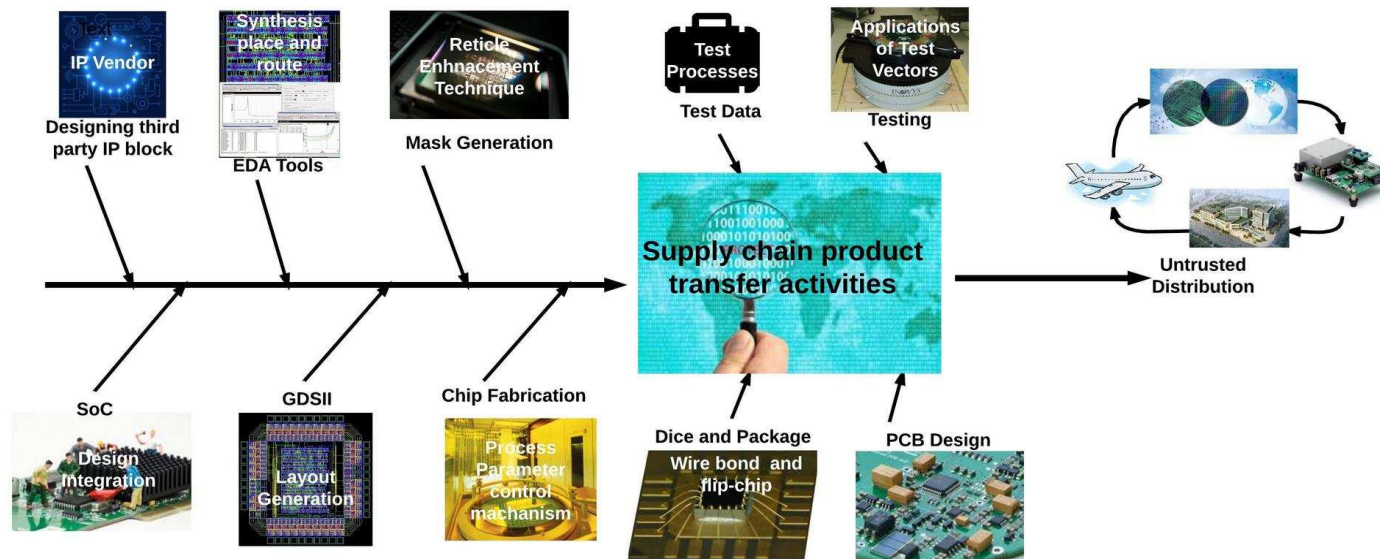 Text
IP Vendor
Designing third
party IP block
Synthesis
place and
route
EDA Tools
Reticle
Enhnacement
Technique
Mask Generation
Test
Processes
Test Data
Applications
of Test
Vectors
INOVYS
Testing
Supply chain product
transfer activities
Untrusted
Distribution
SoC
Design
Integration
GDSII
Layout
Generation
Chip Fabrication
Process
Parameter
control
machanism
Dice and Package
Wire bond and
flip-chip
PCB Design